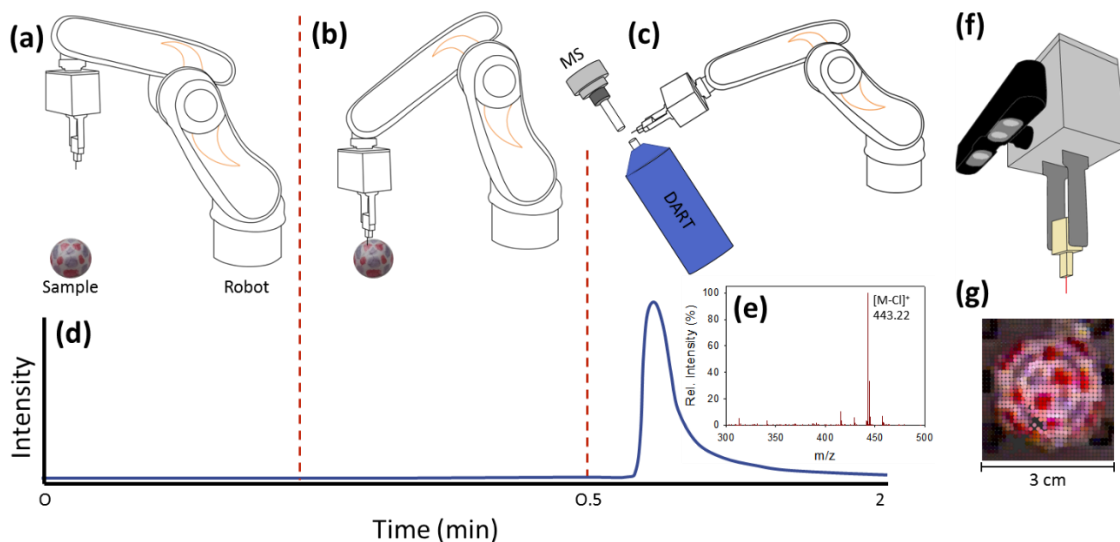 (a)
(b)
(c)
MS
DART
(f)
Sample
Robot
(g)
3 cm
(d)
Intensity
O
O.5
2
Time (min)
(e)
[M-Cl]⁺
443.22
Rel. Intensity (%)
100
80
60
40
20
0
300
350
400
450
500
m/z